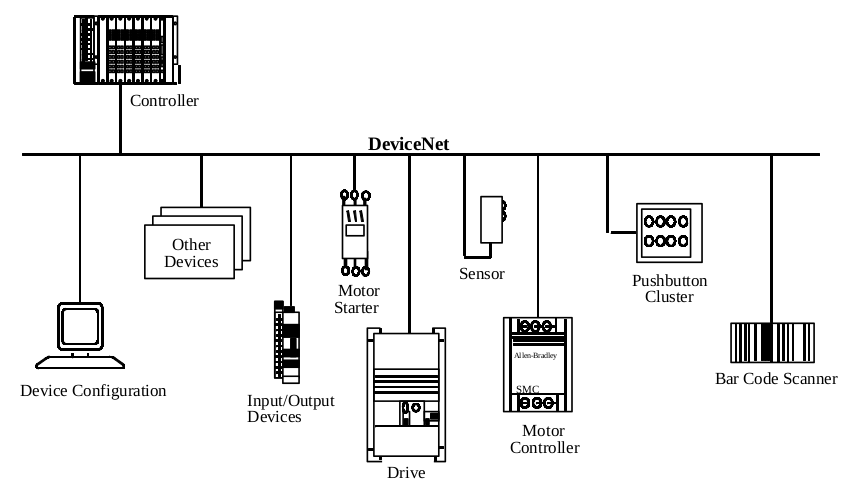 Controller
DeviceNet
Other
Devices
Motor
Starter
Sensor
Pushbutton
Cluster
Device Configuration
Input/Output
Devices
Drive
Allen-Bradley
SMC
Motor
Controller
Bar Code Scanner